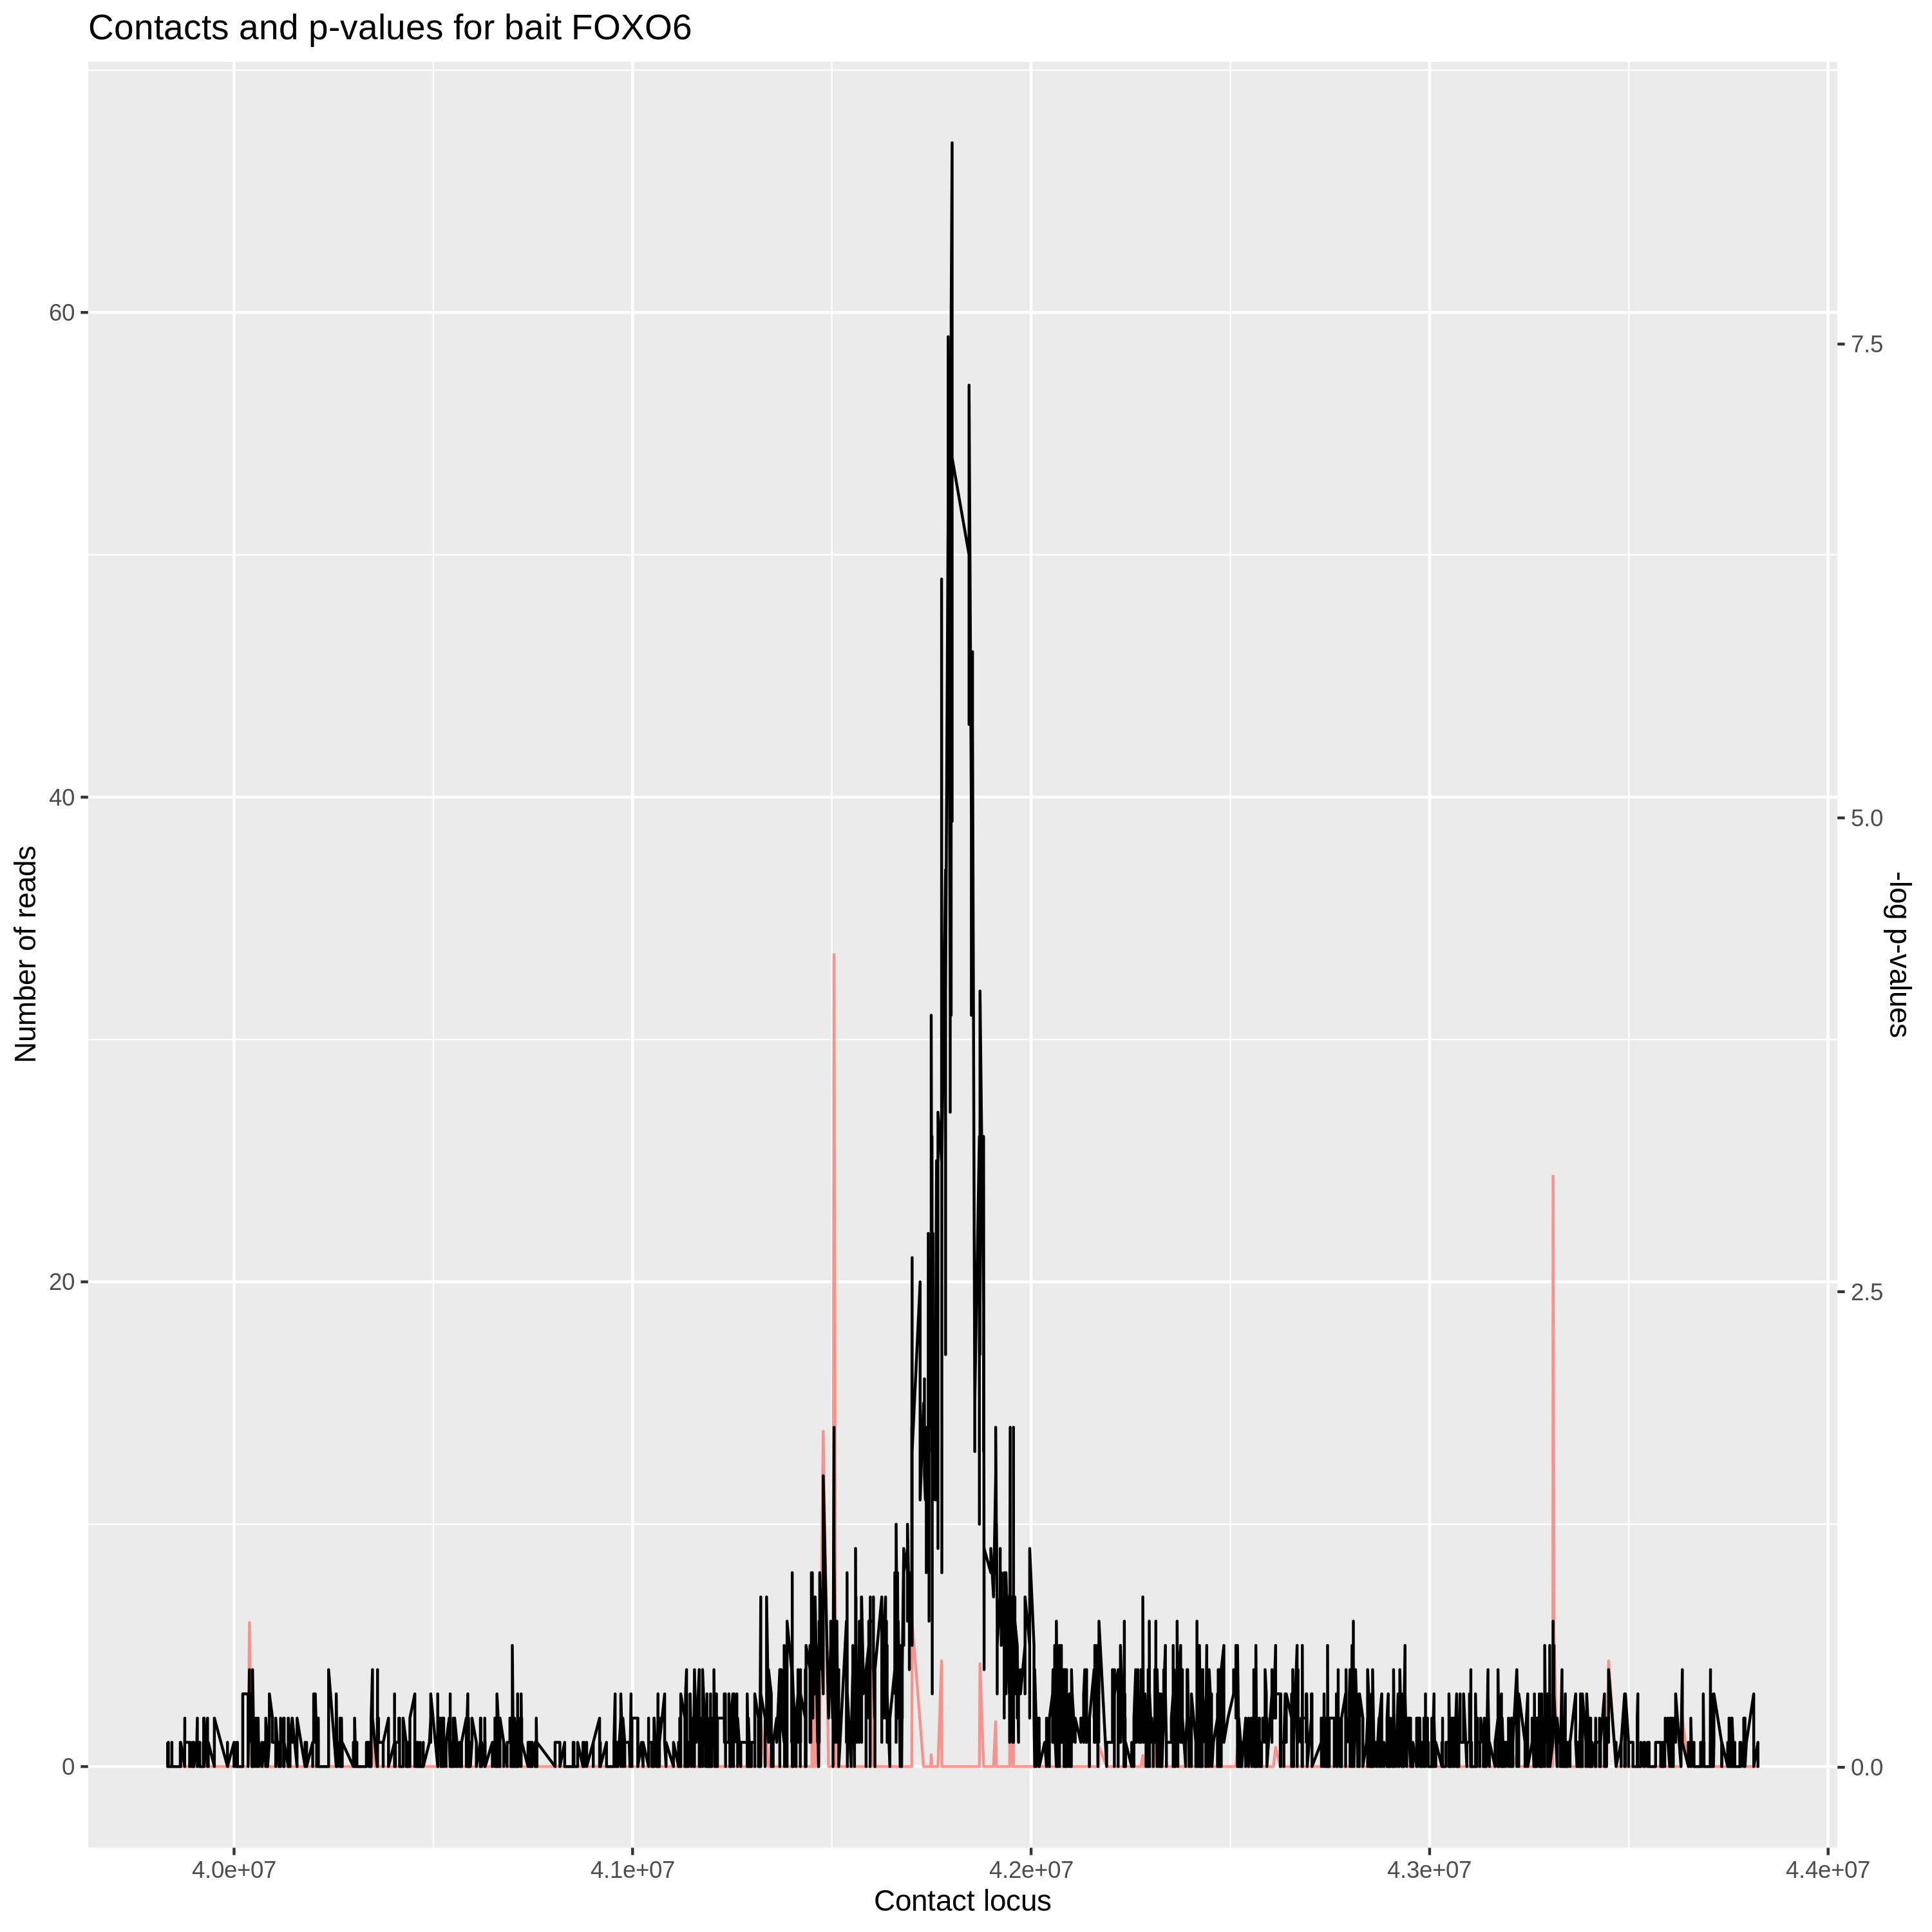 Contacts and p-values for bait FOXO6
60
40
20
0
Number of reads
7.5
5.0
2.5
0.0
-log p-values
4.0e+07
4.1e+07
4.2e+07
4.3e+07
4.4e+07
Contact locus